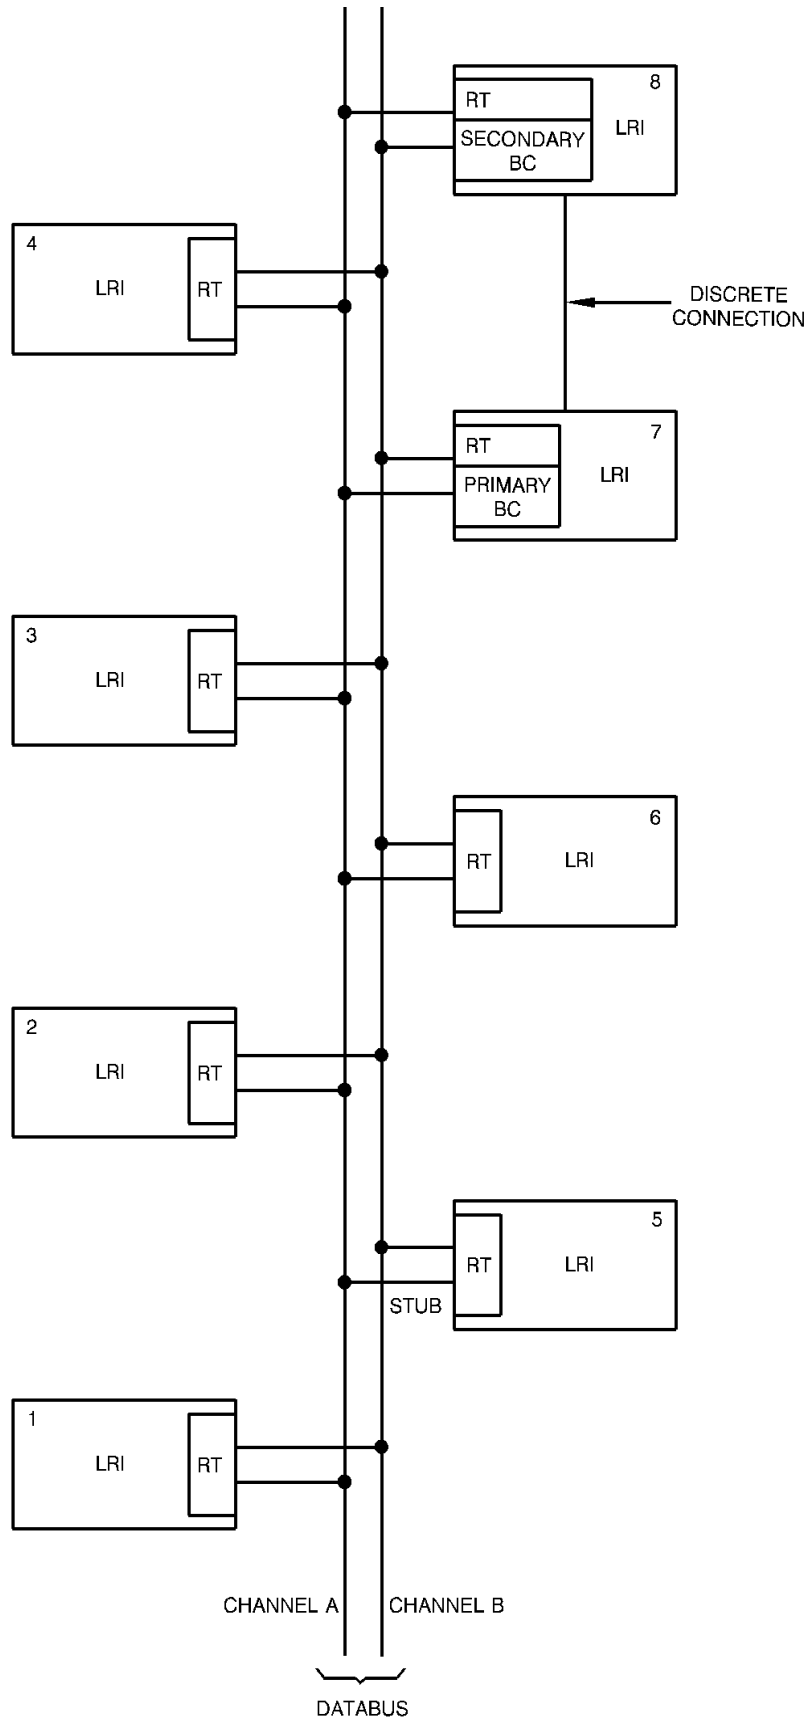 8
RT
LRI
SECONDARY
BC
4
LRI
RT
DISCRETE
CONNECTION
7
RT
LRI
PRIMARY
BC
3
LRI
RT
6
RT
LRI
2
LRI
RT
5
RT
LRI
STUB
1
LRI
RT
CHANNEL A
CHANNEL B
DATABUS